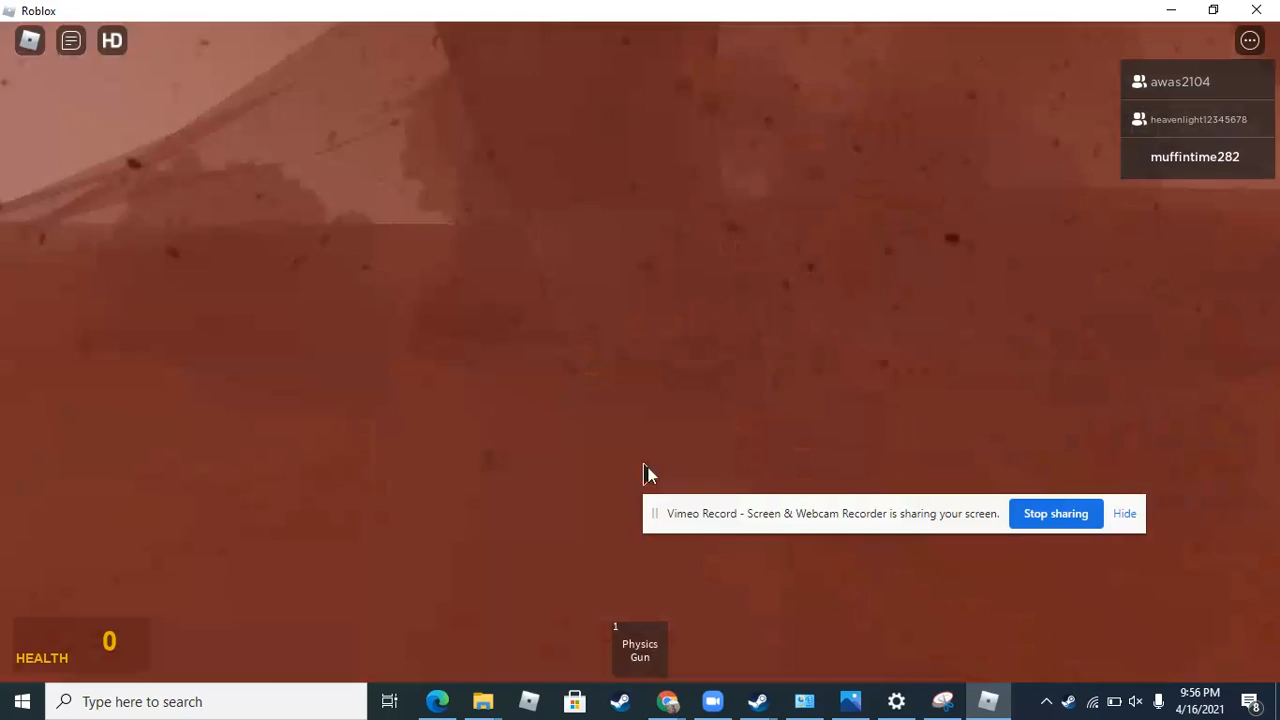 Roblox
HD
awas2104
heavenlight12345678
muffintime282
Vimeo Record - Screen & Webcam Recorder is sharing your screen.
Stop sharing
Hide
0
HEALTH
1
Physics
Gun
Type here to search
9:56 PM
4/16/2021
8